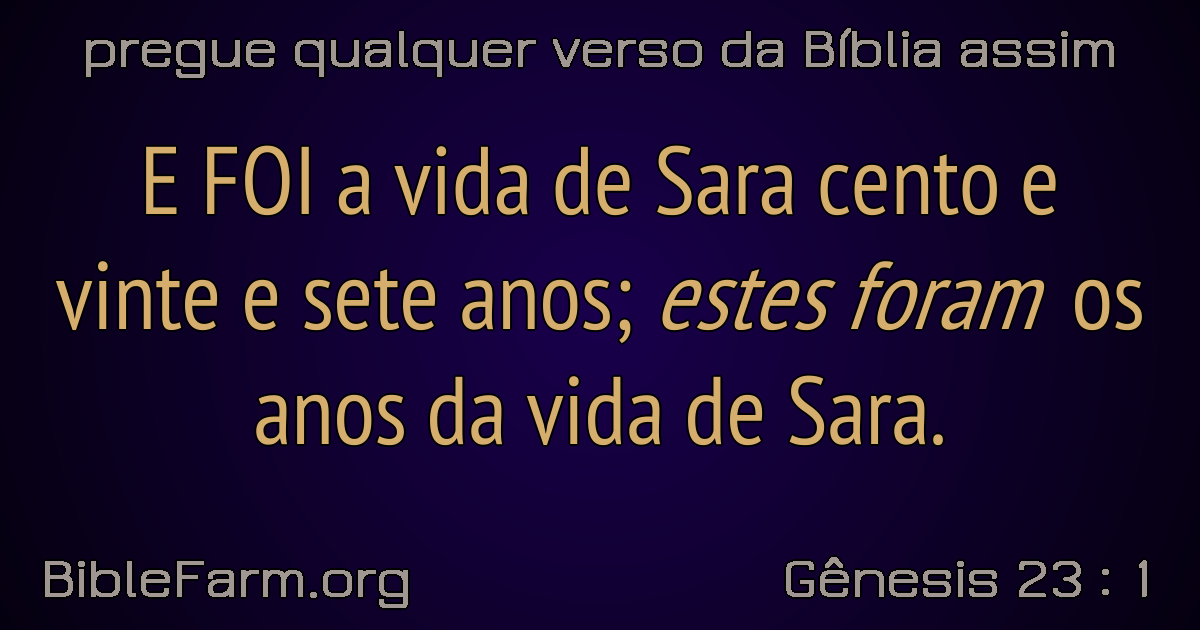 pregue qualquer verso da Bíblia assim
E FOI a vida de Sara cento e
vinte e sete anos; estes foram os
anos da vida de Sara.
BibleFarm.org
Gênesis 23 : 1